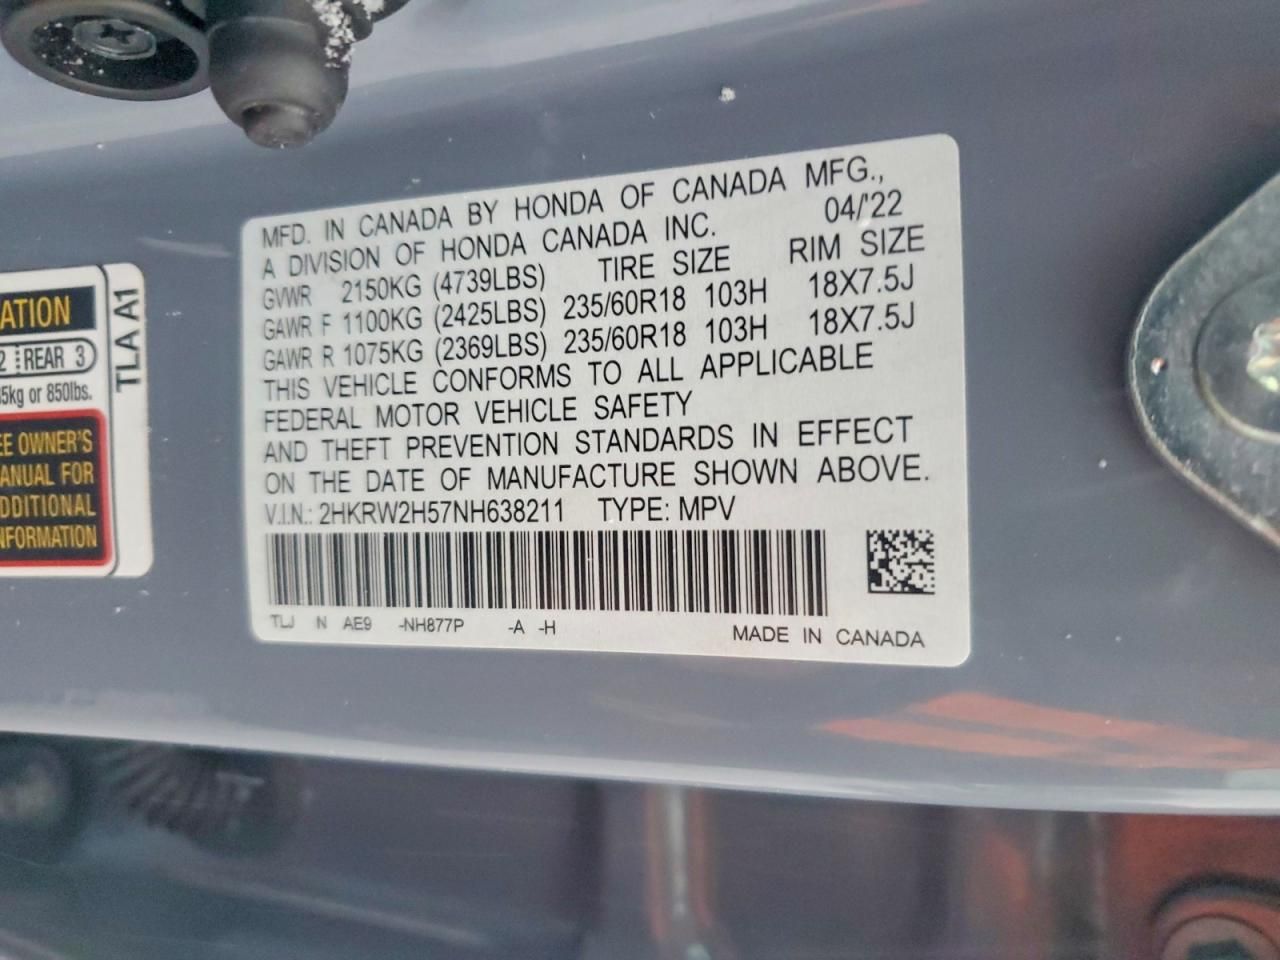 MFD. IN CANADA BY HONDA OF CANADA MFG.,
A DIVISION OF HONDA CANADA INC. 04/'22
GVWR 2150KG (4739LBS) TIRE SIZE RIM SIZE
GAWR F 1100KG (2425LBS) 235/60R18 103H 18X7.5J
GAWR R 1075KG (2369LBS) 235/60R18 103H 18X7.5J
THIS VEHICLE CONFORMS TO ALL APPLICABLE
FEDERAL MOTOR VEHICLE SAFETY
AND THEFT PREVENTION STANDARDS IN EFFECT
ON THE DATE OF MANUFACTURE SHOWN ABOVE.
V.I.N.: 2HKRW2H57NH638211 TYPE: MPV
TLJ N AE9 -NH877P -A -H
MADE IN CANADA
ATION
2 REAR 3
5kg or 850lbs.
EE OWNER'S
ANUAL FOR
DDITIONAL
NFORMATION
TLA A1